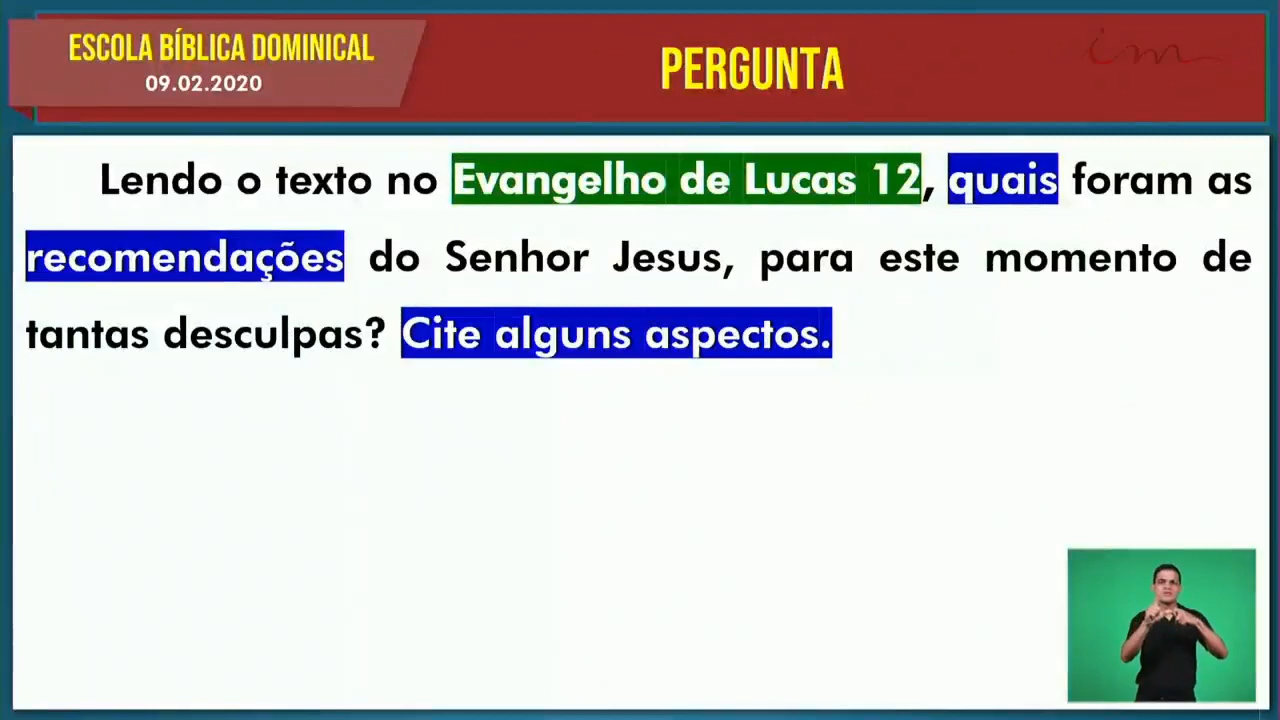 ESCOLA BÍBLICA DOMINICAL
09.02.2020
PERGUNTA
im
Lendo o texto no Evangelho de Lucas 12, quais foram as
recomendações do Senhor Jesus, para este momento de
tantas desculpas? Cite alguns aspectos.